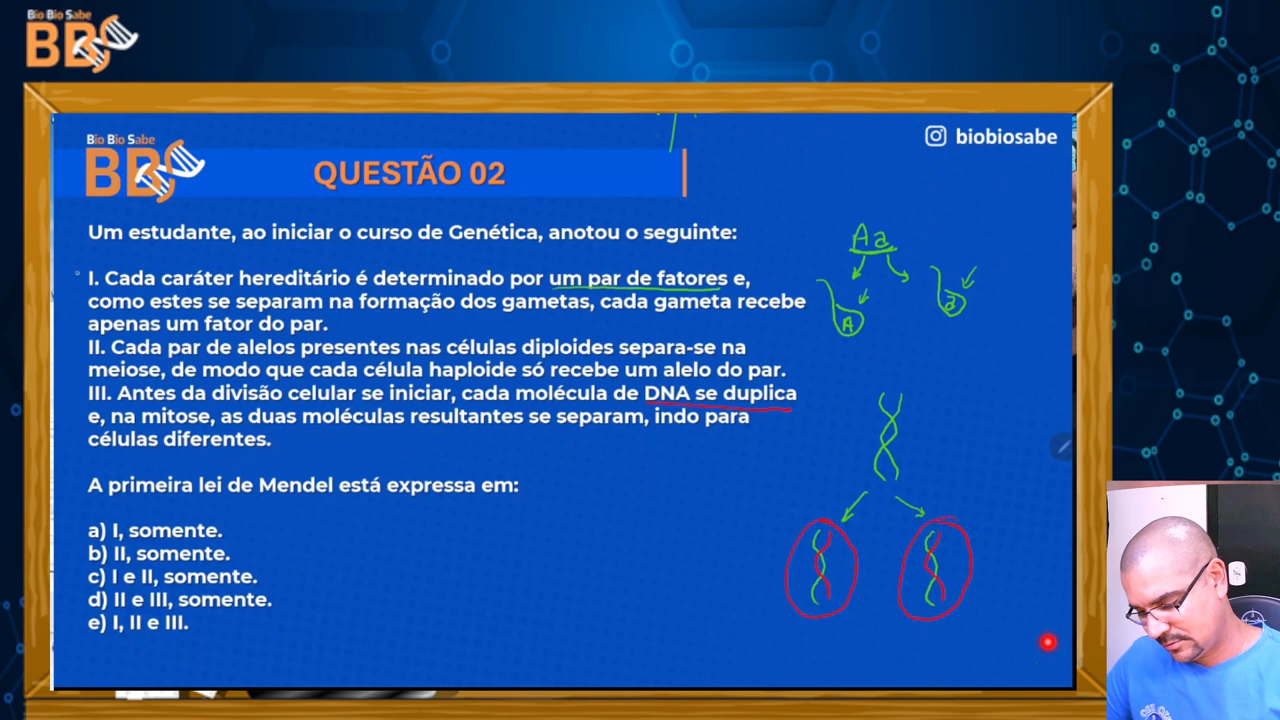 Bio Bio Sabe
BBS
Bio Bio Sabe
BBS
biobiosabe
QUESTÃO 02
Um estudante, ao iniciar o curso de Genética, anotou o seguinte:
I. Cada caráter hereditário é determinado por um par de fatores e,
como estes se separam na formação dos gametas, cada gameta recebe
apenas um fator do par.
II. Cada par de alelos presentes nas células diploides separa-se na
meiose, de modo que cada célula haploide só recebe um alelo do par.
III. Antes da divisão celular se iniciar, cada molécula de DNA se duplica
e, na mitose, as duas moléculas resultantes se separam, indo para
células diferentes.
A primeira lei de Mendel está expressa em:
a) I, somente.
b) II, somente.
c) I e II, somente.
d) II e III, somente.
e) I, II e III.
Aa
A
a